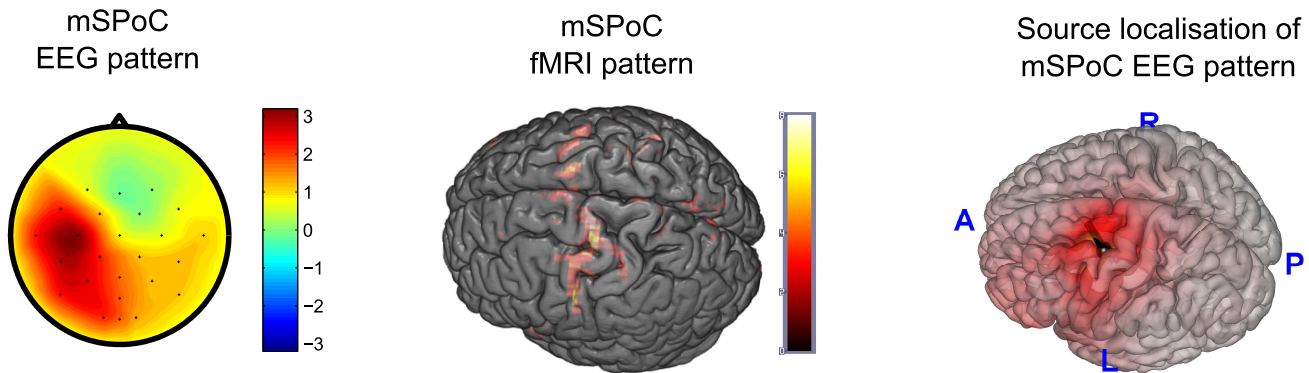 mSPoC
EEG pattern
mSPoC
fMRI pattern
Source localisation of
mSPoC EEG pattern
3
2
1
0
−1
−2
−3
R
A
P
L